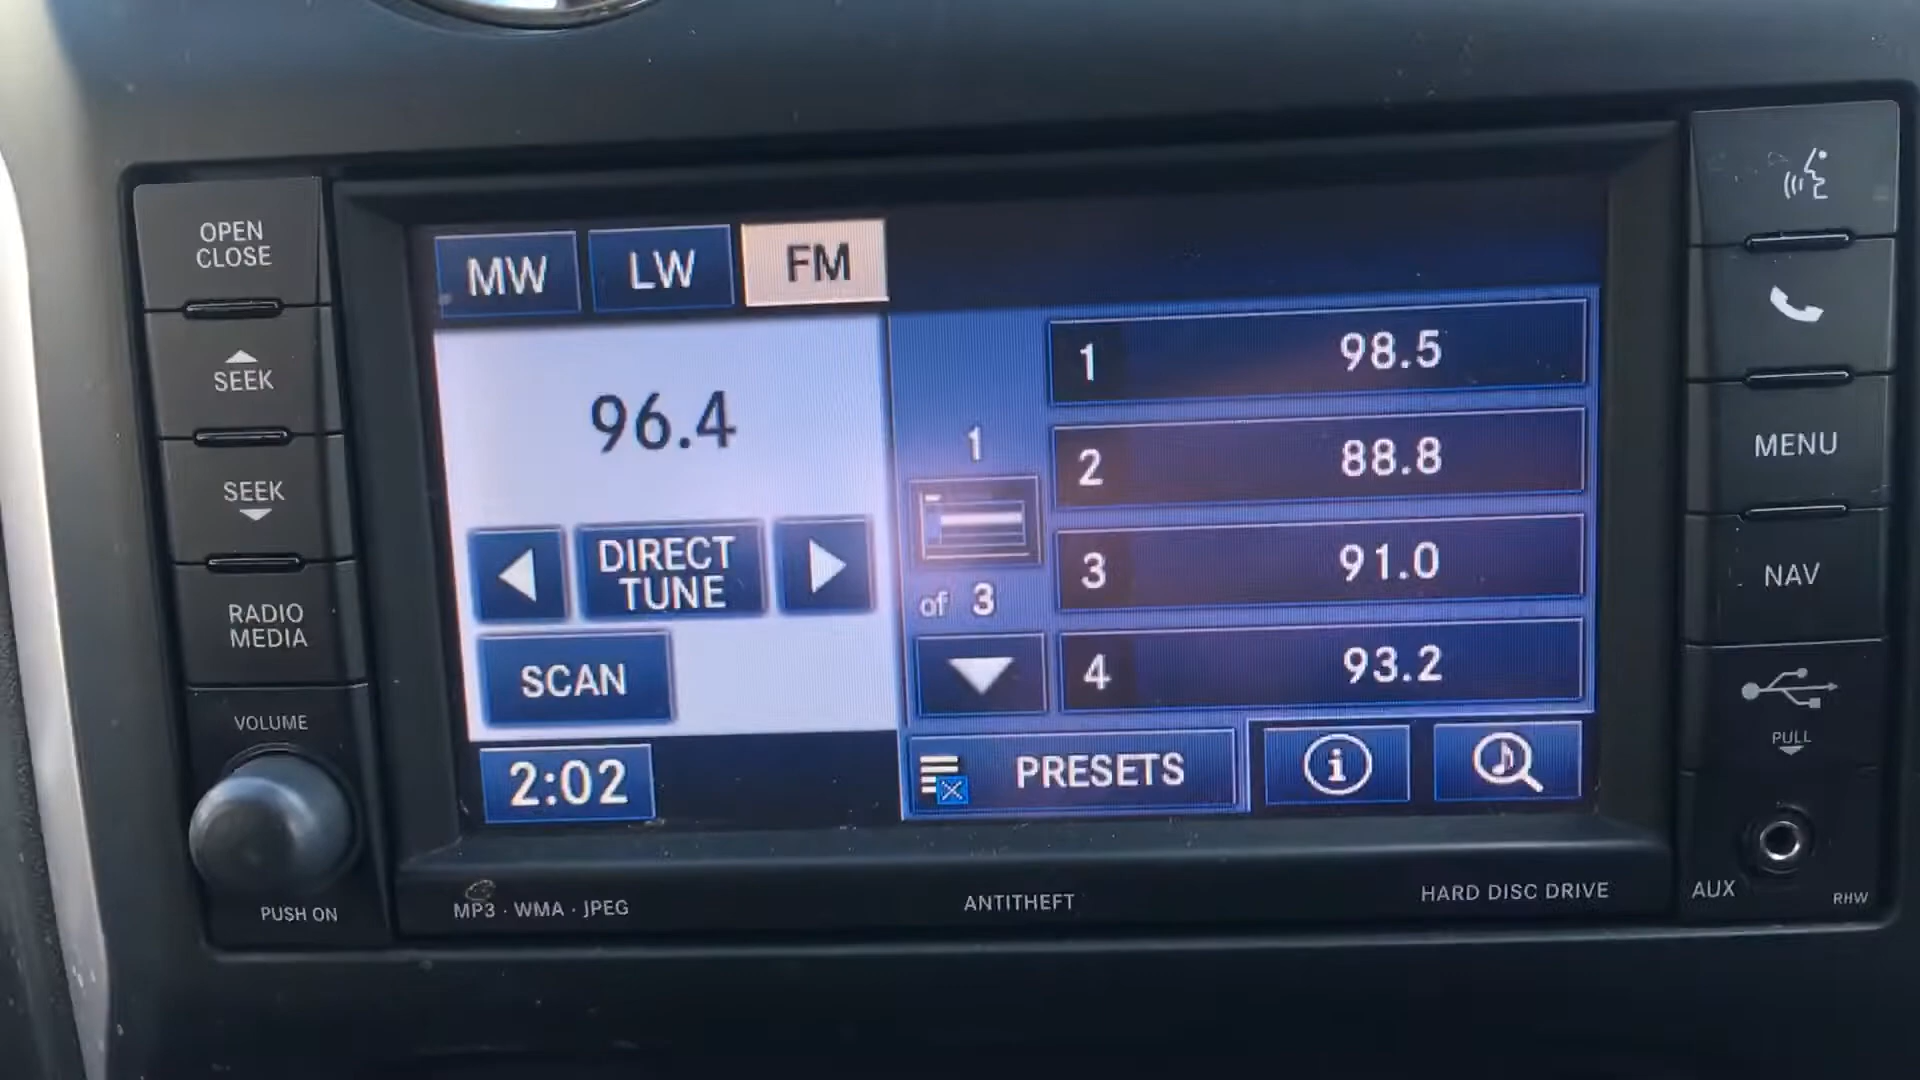 OPEN
CLOSE
SEEK
SEEK
RADIO
MEDIA
VOLUME
PUSH ON
MW LW FM
96.4
DIRECT
TUNE
SCAN
2:02
1
of 3
1 98.5
2 88.8
3 91.0
4 93.2
PRESETS
i
MP3 · WMA · JPEG
ANTITHEFT
HARD DISC DRIVE
MENU
NAV
PULL
AUX
RHW